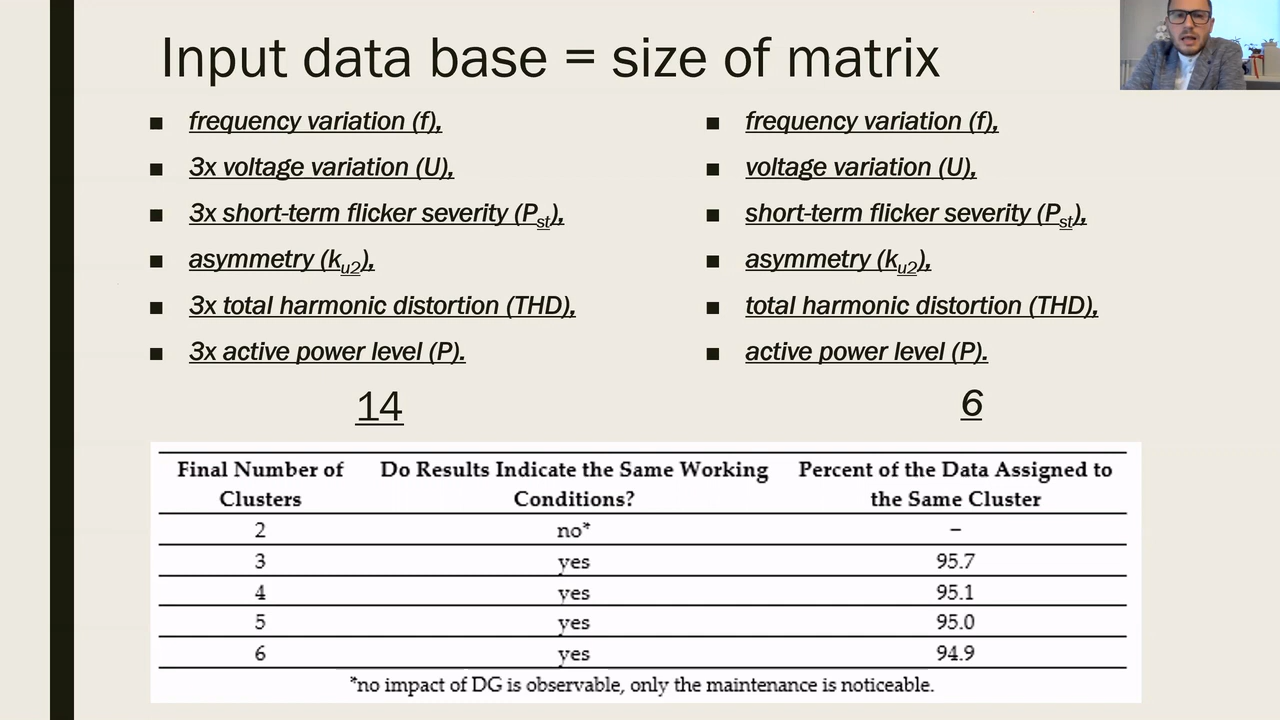 Input data base = size of matrix
■ frequency variation (f),
■ 3x voltage variation (U),
■ 3x short-term flicker severity (Pst),
■ asymmetry (ku2),
■ 3x total harmonic distortion (THD),
■ 3x active power level (P).
14
■ frequency variation (f),
■ voltage variation (U),
■ short-term flicker severity (Pst),
■ asymmetry (ku2),
■ total harmonic distortion (THD),
■ active power level (P).
6
Final Number of Clusters Do Results Indicate the Same Working Conditions? Percent of the Data Assigned to the Same Cluster
2 no* –
3 yes 95.7
4 yes 95.1
5 yes 95.0
6 yes 94.9
*no impact of DG is observable, only the maintenance is noticeable.